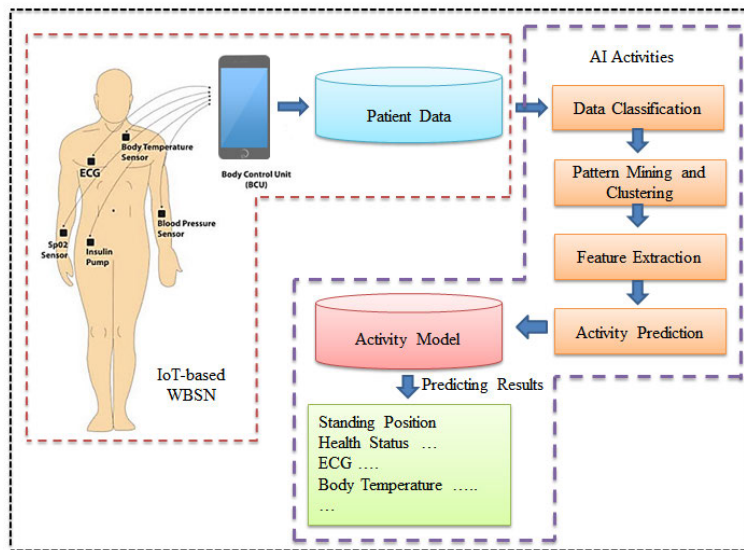 Body Temperature
Sensor
ECG
Sp02
Sensor
Insulin
Pump
Blood Pressure
Sensor
Body Control Unit
(BCU)
IoT-based
WBSN
Patient Data
AI Activities
Data Classification
Pattern Mining and
Clustering
Feature Extraction
Activity Prediction
Activity Model
Predicting Results
Standing Position
Health Status …
ECG ….
Body Temperature …..
…